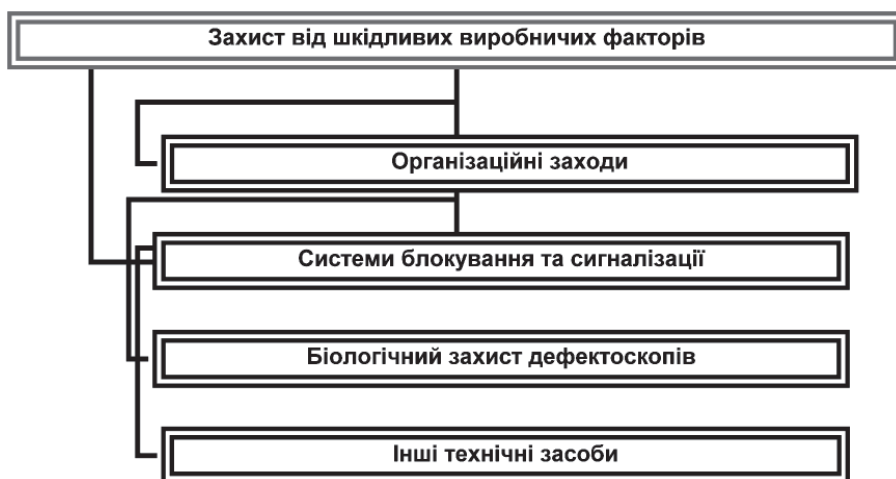 Захист від шкідливих виробничих факторів
Організаційні заходи
Системи блокування та сигналізації
Біологічний захист дефектоскопів
Інші технічні засоби